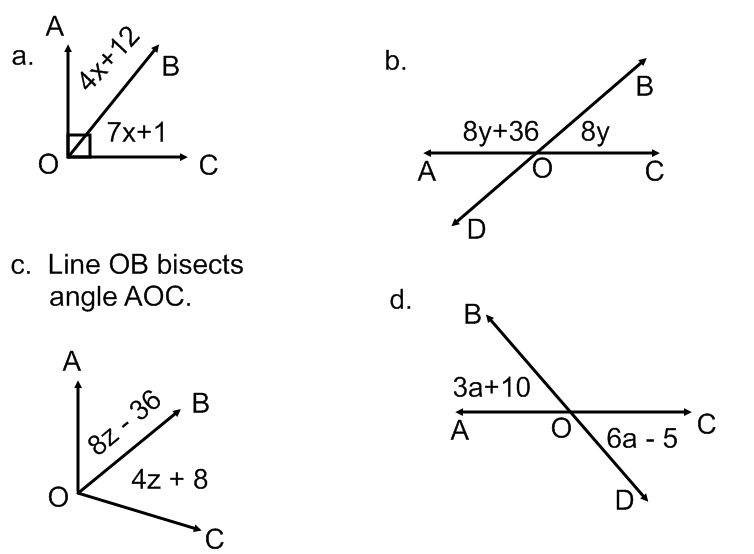 a.
A
4x+12
B
7x+1
O
C
b.
B
8y+36
8y
A
O
C
D
c. Line OB bisects
angle AOC.
A
8z - 36
B
4z + 8
O
C
d.
B
3a+10
A
O
C
6a - 5
D